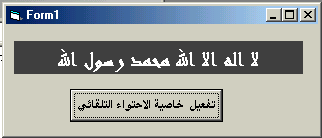 Form1
لا اله الا الله محمد رسول الله
تفعيل خاصية الاحتواء التلقائي